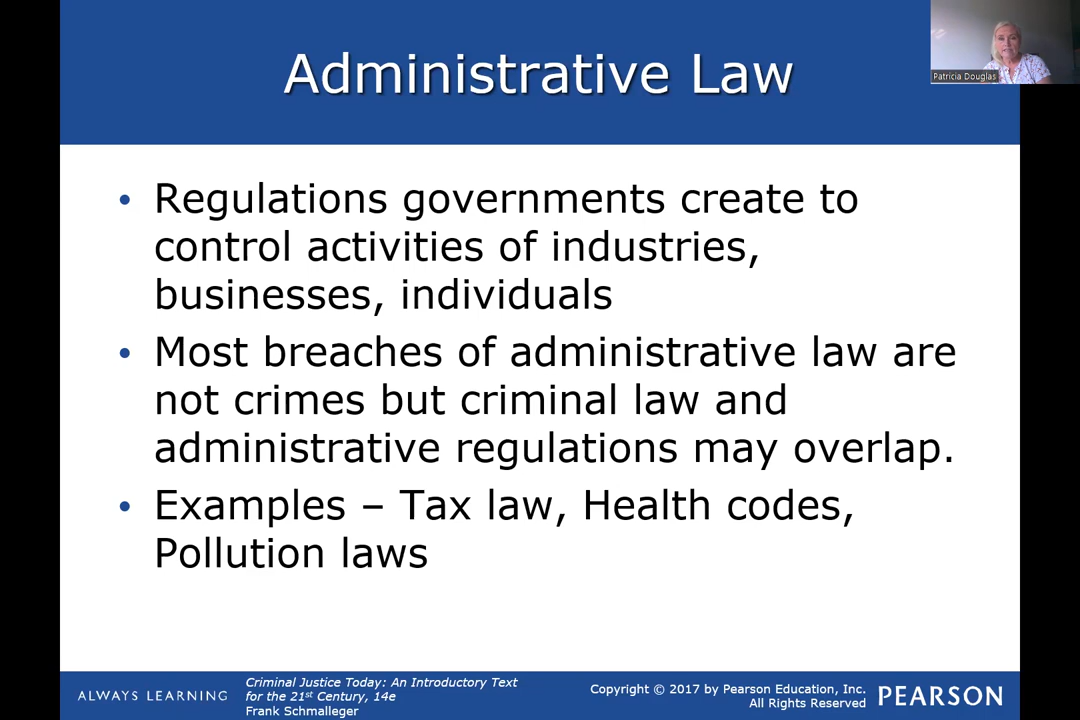 Administrative Law
Patricia Douglas
• Regulations governments create to
control activities of industries,
businesses, individuals
• Most breaches of administrative law are
not crimes but criminal law and
administrative regulations may overlap.
• Examples – Tax law, Health codes,
Pollution laws
ALWAYS LEARNING
Criminal Justice Today: An Introductory Text
for the 21st Century, 14e
Frank Schmalleger
Copyright © 2017 by Pearson Education, Inc.
All Rights Reserved
PEARSON